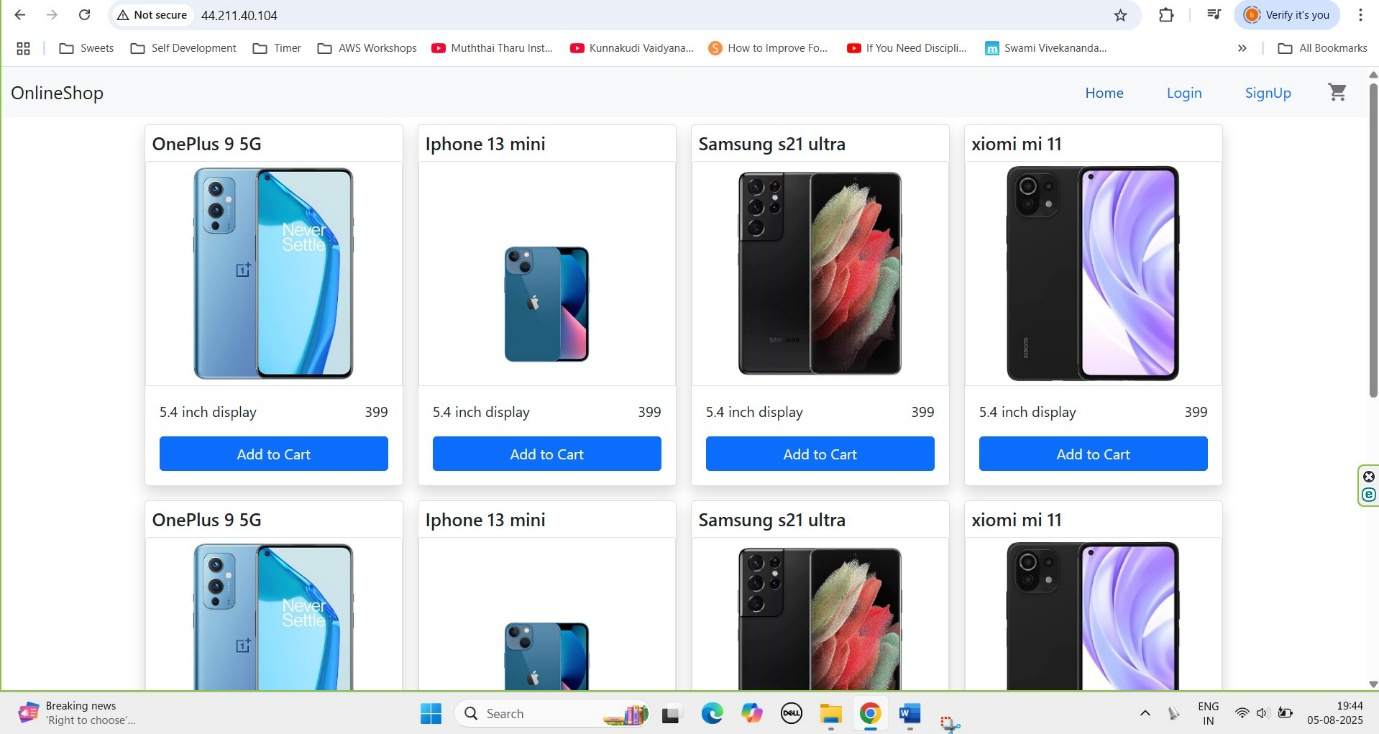 Not secure 44.211.40.104 Verify it's you
Sweets Self Development Timer AWS Workshops Muththai Tharu Inst... Kunnakudi Vaidyana... How to Improve Fo... If You Need Discipli... Swami Vivekananda... » All Bookmarks
OnlineShop Home Login SignUp
OnePlus 9 5G Iphone 13 mini Samsung s21 ultra xiomi mi 11
Never
Settle
SAMSUNG
XIAOMI
5.4 inch display 399 5.4 inch display 399 5.4 inch display 399 5.4 inch display 399
Add to Cart Add to Cart Add to Cart Add to Cart
OnePlus 9 5G Iphone 13 mini Samsung s21 ultra xiomi mi 11
Never
Settle
Breaking news
'Right to choose'...
Search
DELL
ENG
IN
19:44
05-08-2025